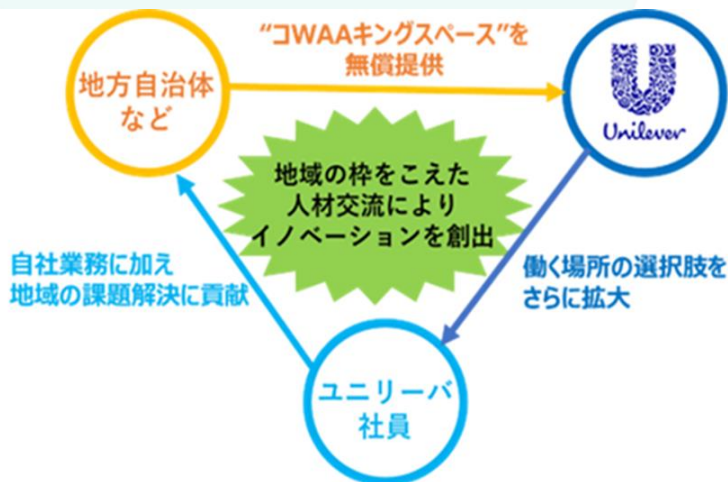 “コWAAキングスペース”を
無償提供
地方自治体
など
Unilever
地域の枠をこえた
人材交流により
イノベーションを創出
自社業務に加え
地域の課題解決に貢献
働く場所の選択肢を
さらに拡大
ユニリーバ
社員